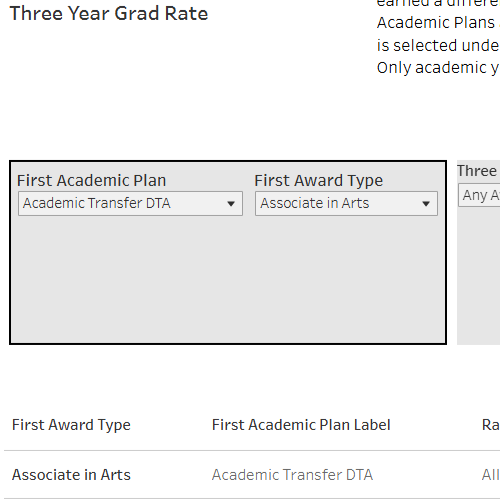 Three Year Grad Rate
earned a differe
Academic Plans
is selected unde
Only academic y
First Academic Plan
First Award Type
Three
Academic Transfer DTA
Associate in Arts
Any A
First Award Type
First Academic Plan Label
Ra
Associate in Arts
Academic Transfer DTA
All